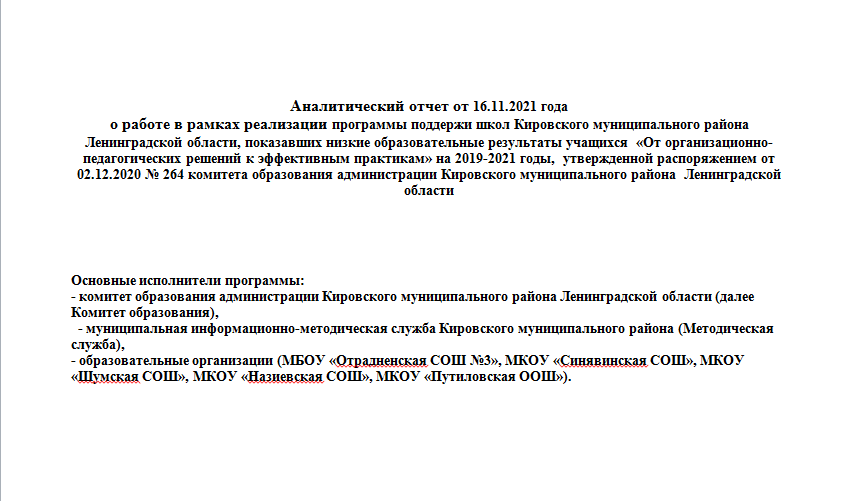 Аналитический отчет от 16.11.2021 года
о работе в рамках реализации программы поддержи школ Кировского муниципального района
Ленинградской области, показавших низкие образовательные результаты учащихся «От организационно-
педагогических решений к эффективным практикам» на 2019-2021 годы, утвержденной распоряжением от
02.12.2020 № 264 комитета образования администрации Кировского муниципального района Ленинградской
области
Основные исполнители программы:
- комитет образования администрации Кировского муниципального района Ленинградской области (далее
Комитет образования),
- муниципальная информационно-методическая служба Кировского муниципального района (Методическая
служба),
- образовательные организации (МБОУ «Отрадненская СОШ №3», МКОУ «Синявинская СОШ», МКОУ
«Шумская СОШ», МКОУ «Назиевская СОШ», МКОУ «Путиловская ООШ»).